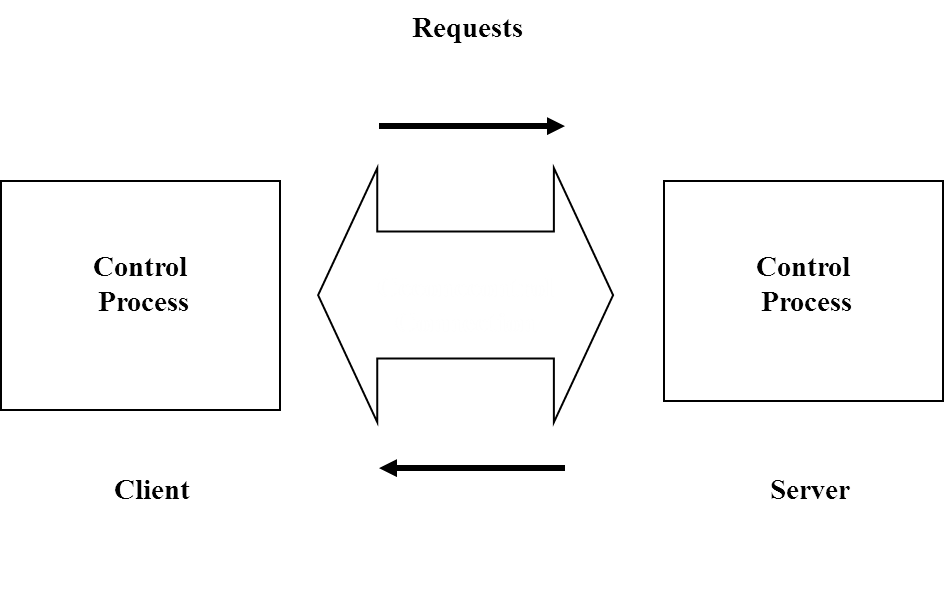 Requests
Control
Process
Control
Process
Client
Server